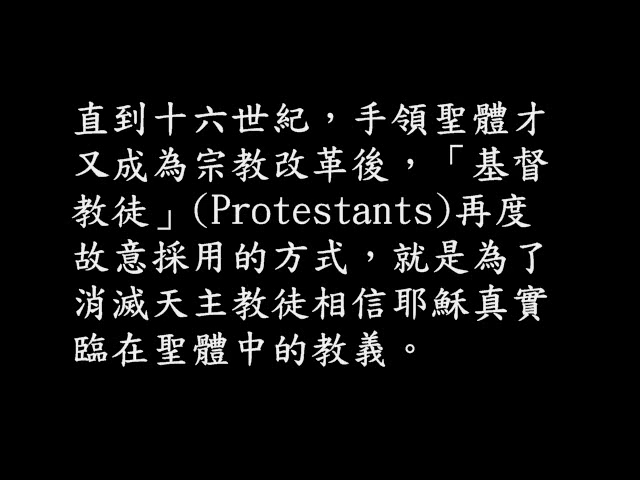 直到十六世紀，手領聖體才
又成為宗教改革後，「基督
教徒」(Protestants)再度
故意採用的方式，就是為了
消滅天主教徒相信耶穌真實
臨在聖體中的教義。